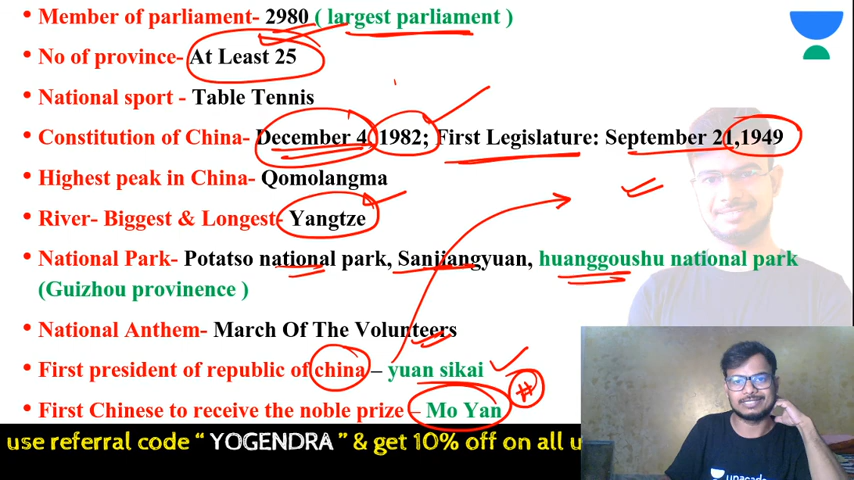 • Member of parliament- 2980 ( largest parliament )
• No of province- At Least 25
• National sport - Table Tennis
• Constitution of China- December 4, 1982; First Legislature: September 21,1949
• Highest peak in China- Qomolangma
• River- Biggest & Longest- Yangtze
• National Park- Potatso national park, Sanjiangyuan, huanggoushu national park
(Guizhou provinence )
• National Anthem- March Of The Volunteers
• First president of republic of china – yuan sikai
• First Chinese to receive the noble prize – Mo Yan
#
use referral code “ YOGENDRA ” & get 10% off on all u
unacade